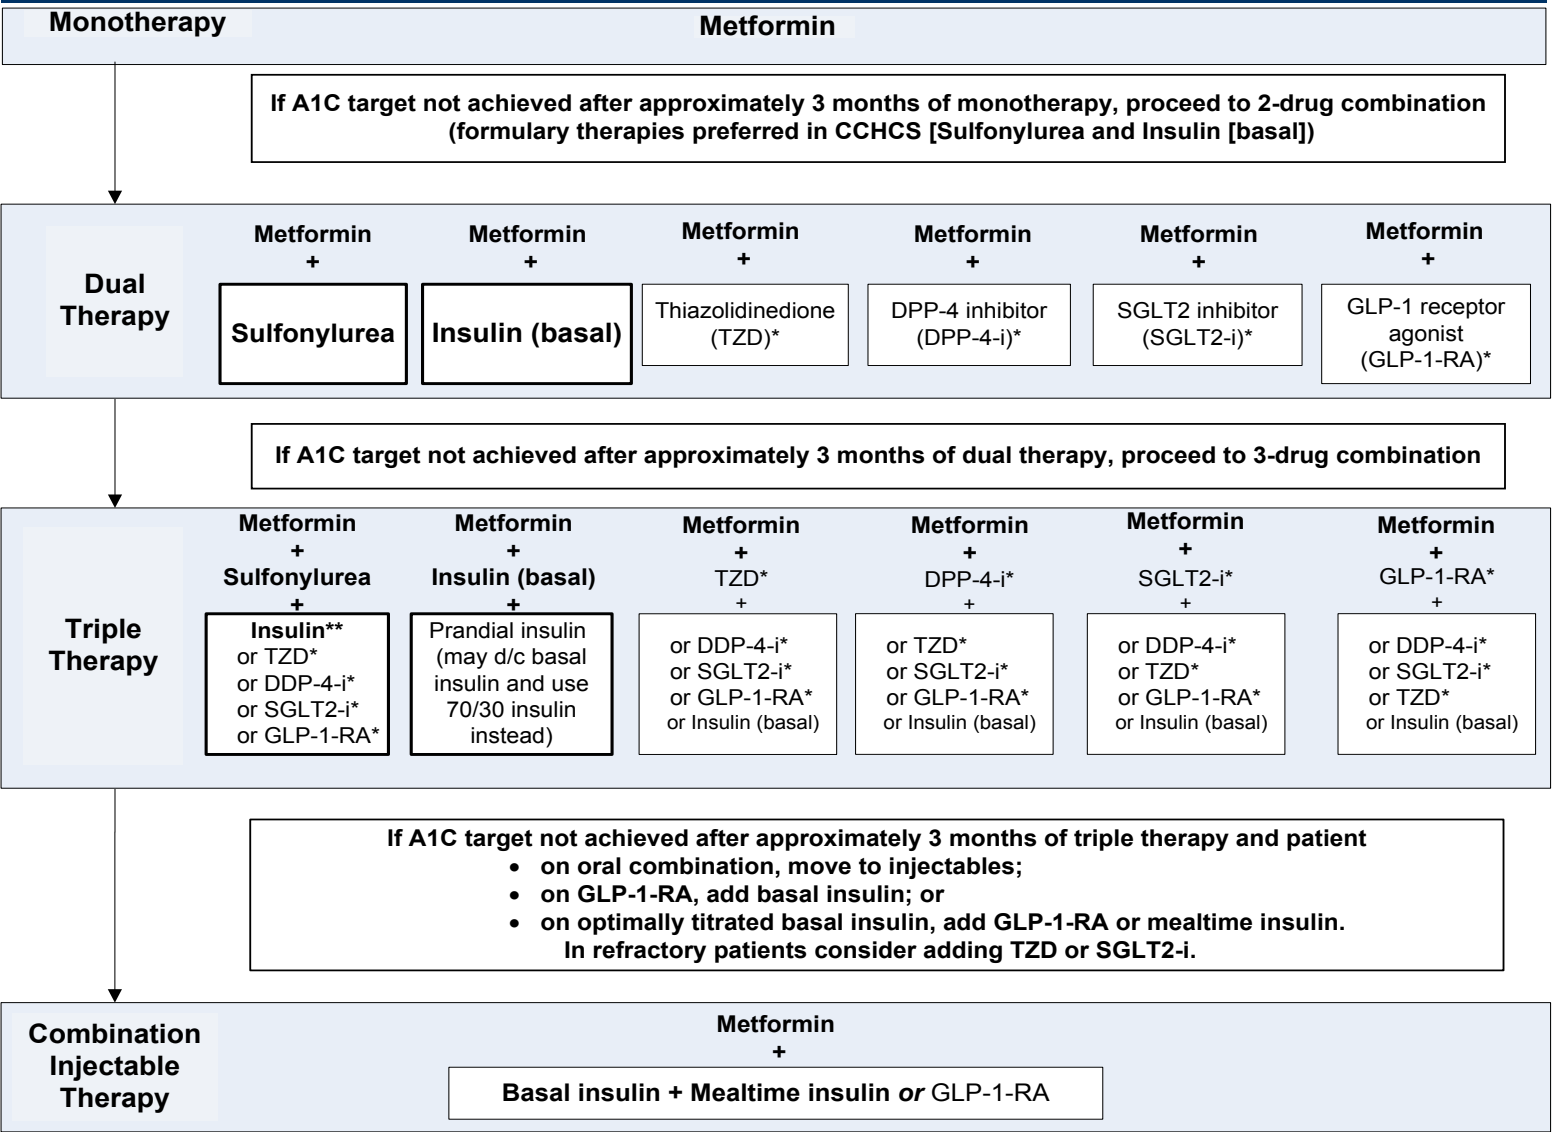 Monotherapy
Metformin
If A1C target not achieved after approximately 3 months of monotherapy, proceed to 2-drug combination
(formulary therapies preferred in CCHCS [Sulfonylurea and Insulin [basal])
Dual
Therapy
Metformin
+
Sulfonylurea
Metformin
+
Insulin (basal)
Metformin
+
Thiazolidinedione
(TZD)*
Metformin
+
DPP-4 inhibitor
(DPP-4-i)*
Metformin
+
SGLT2 inhibitor
(SGLT2-i)*
Metformin
+
GLP-1 receptor
agonist
(GLP-1-RA)*
If A1C target not achieved after approximately 3 months of dual therapy, proceed to 3-drug combination
Triple
Therapy
Metformin
+
Sulfonylurea
+
Insulin**
or TZD*
or DDP-4-i*
or SGLT2-i*
or GLP-1-RA*
Metformin
+
Insulin (basal)
+
Prandial insulin
(may d/c basal
insulin and use
70/30 insulin
instead)
Metformin
+
TZD*
+
or DDP-4-i*
or SGLT2-i*
or GLP-1-RA*
or Insulin (basal)
Metformin
+
DPP-4-i*
+
or TZD*
or SGLT2-i*
or GLP-1-RA*
or Insulin (basal)
Metformin
+
SGLT2-i*
+
or DDP-4-i*
or TZD*
or GLP-1-RA*
or Insulin (basal)
Metformin
+
GLP-1-RA*
+
or DDP-4-i*
or SGLT2-i*
or TZD*
or Insulin (basal)
If A1C target not achieved after approximately 3 months of triple therapy and patient
• on oral combination, move to injectables;
• on GLP-1-RA, add basal insulin; or
• on optimally titrated basal insulin, add GLP-1-RA or mealtime insulin.
In refractory patients consider adding TZD or SGLT2-i.
Combination
Injectable
Therapy
Metformin
+
Basal insulin + Mealtime insulin or GLP-1-RA